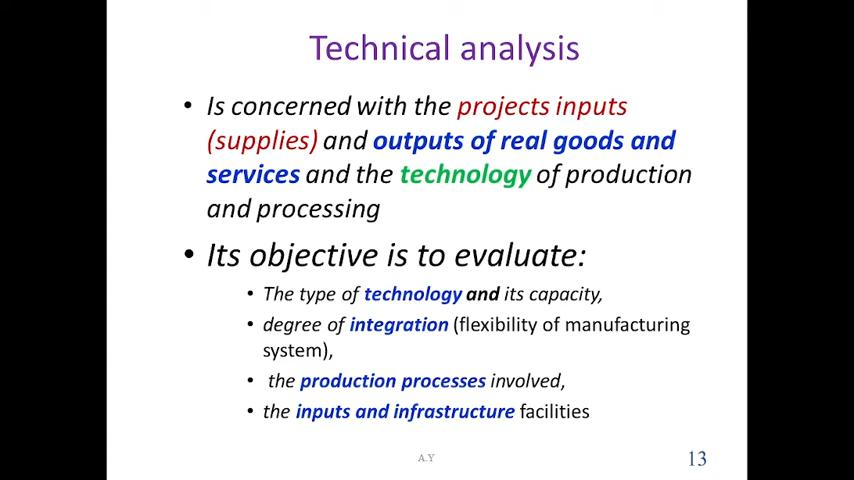 Technical analysis
• Is concerned with the projects inputs
(supplies) and outputs of real goods and
services and the technology of production
and processing
• Its objective is to evaluate:
• The type of technology and its capacity,
• degree of integration (flexibility of manufacturing
system),
• the production processes involved,
• the inputs and infrastructure facilities
A.Y
13